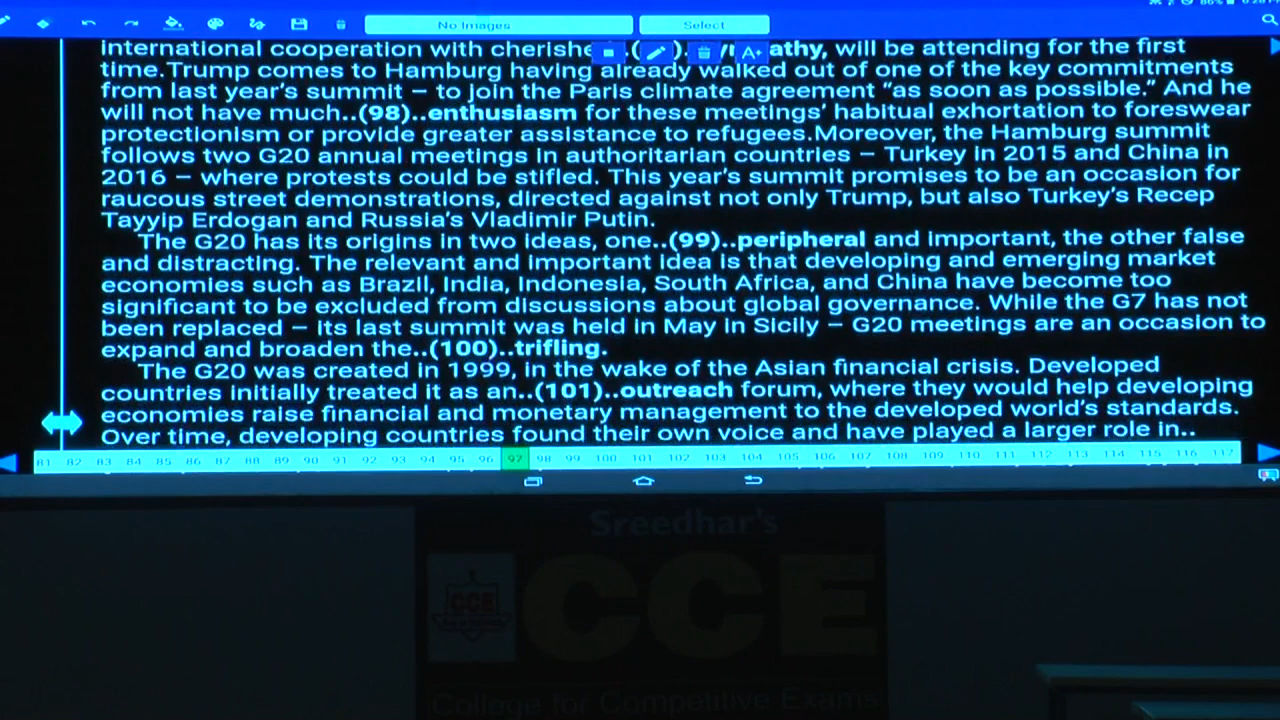 No Images Select
international cooperation with cherishe
athy, will be attending for the first
A+
time.Trump comes to Hamburg having already walked out of one of the key commitments
from last year's summit – to join the Paris climate agreement "as soon as possible." And he
will not have much..(98)..enthusiasm for these meetings' habitual exhortation to foreswear
protectionism or provide greater assistance to refugees.Moreover, the Hamburg summit
follows two G20 annual meetings in authoritarian countries – Turkey in 2015 and China in
2016 – where protests could be stifled. This year's summit promises to be an occasion for
raucous street demonstrations, directed against not only Trump, but also Turkey's Recep
Tayyip Erdogan and Russia's Vladimir Putin.
The G20 has its origins in two ideas, one..(99)..peripheral and important, the other false
and distracting. The relevant and important idea is that developing and emerging market
economies such as Brazil, India, Indonesia, South Africa, and China have become too
significant to be excluded from discussions about global governance. While the G7 has not
been replaced – its last summit was held in May in Sicily – G20 meetings are an occasion to
expand and broaden the..(100)..trifling.
The G20 was created in 1999, in the wake of the Asian financial crisis. Developed
countries initially treated it as an..(101)..outreach forum, where they would help developing
economies raise financial and monetary management to the developed world's standards.
Over time, developing countries found their own voice and have played a larger role in..
81 82 83 84 85 86 87 88 89 90 91 92 93 94 95 96 97 98 99 100 101 102 103 104 105 106 107 108 109 110 111 112 113 114 115 116 117
Sreedhar's
CCE
CCE
College for Competitive Exams